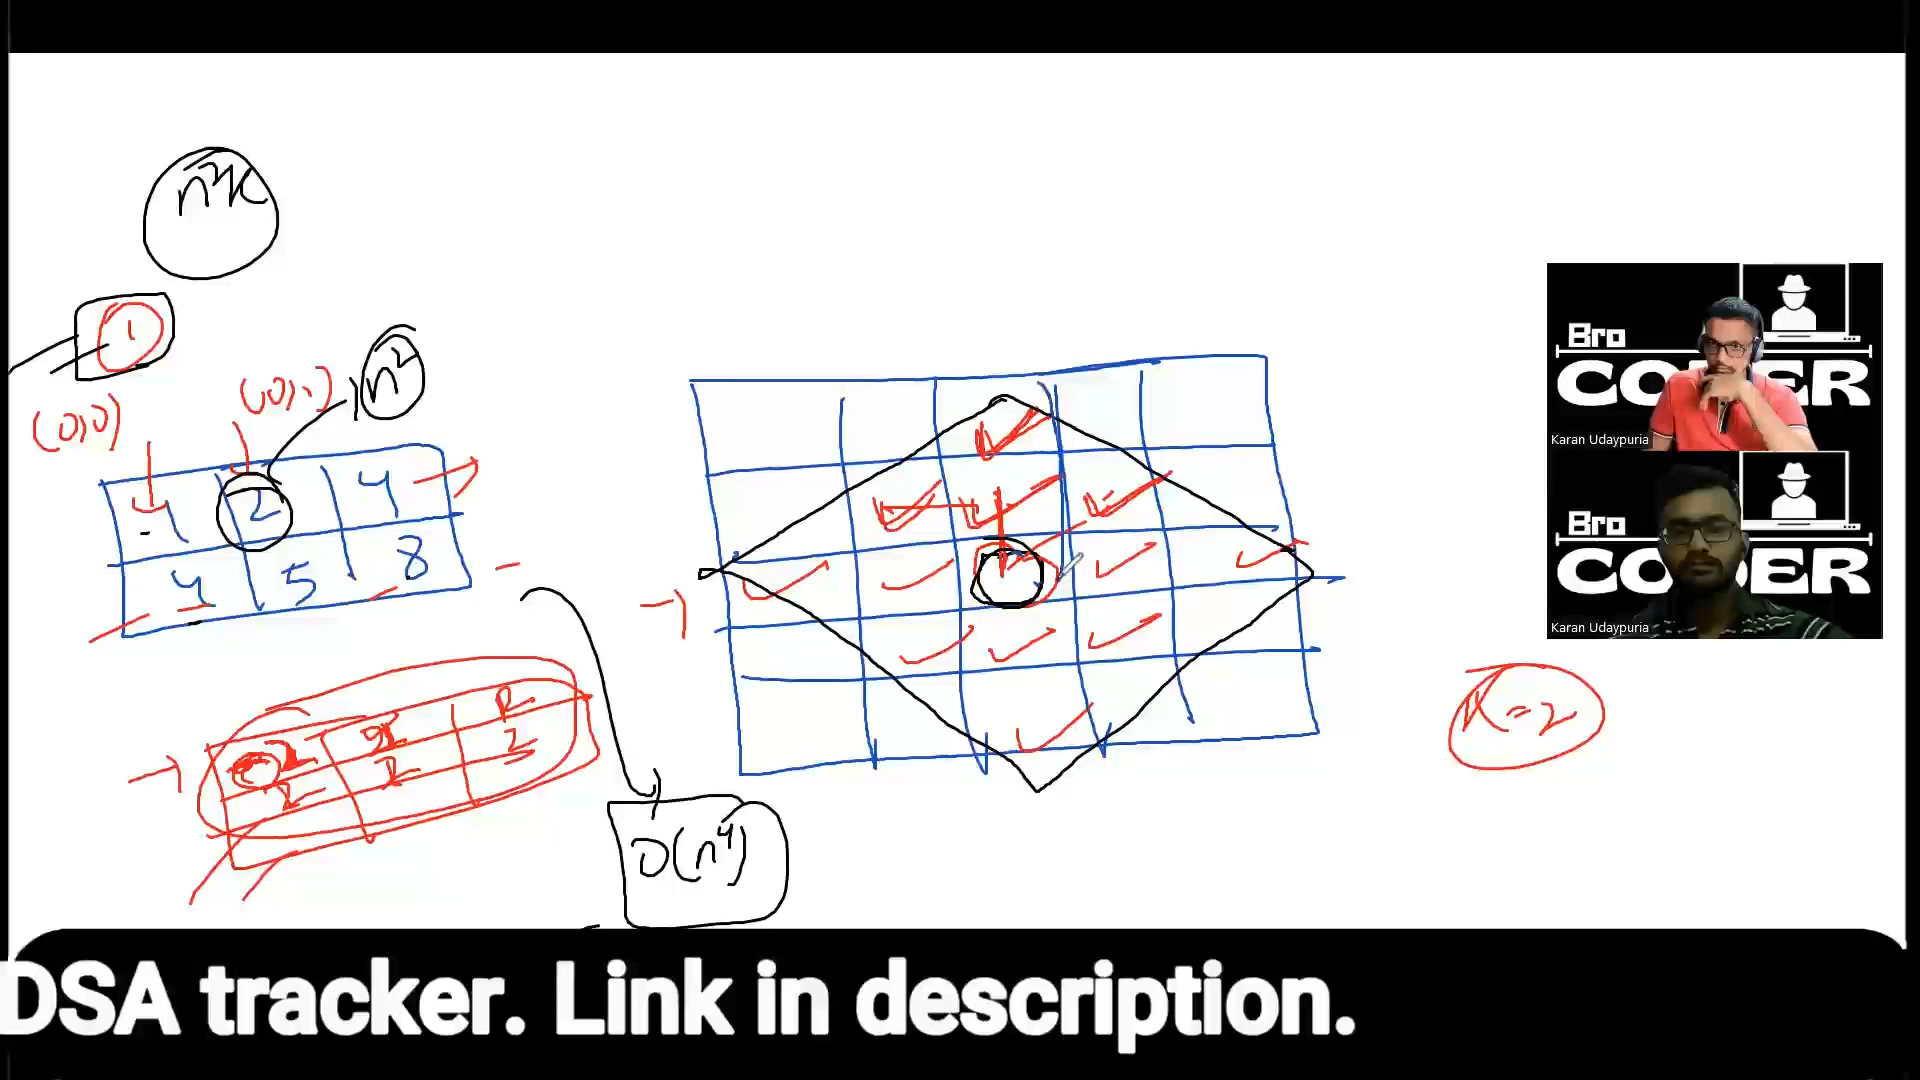 n²k
1
n²
(0,0)
(0,1)
-4 2 4
4 5 8
K=2
O(n⁴)
Bro
CODER
Karan Udaypuria
Bro
CODER
Karan Udaypuria
DSA tracker. Link in description.